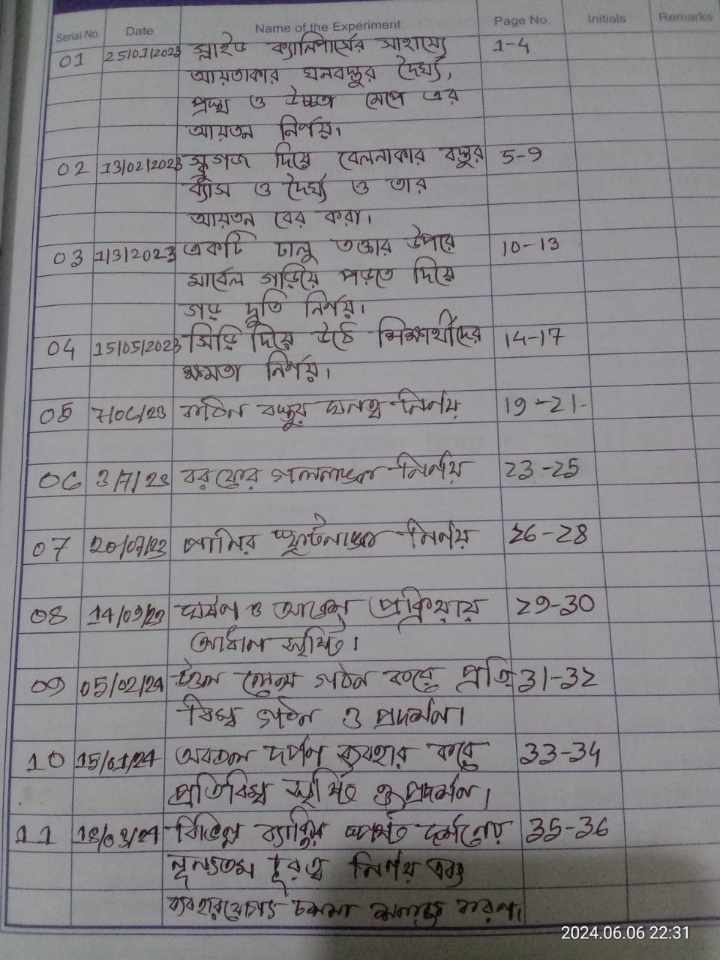 Serial No. Date Name of the Experiment Page No. Initials Remarks
01 25/01/2023 স্লাইড ক্যালিপার্সের সাহায্যে 1-4
আয়তাকার ঘনবস্তুর দৈর্ঘ্য,
প্রস্থ ও উচ্চতা মেপে এর
আয়তন নির্ণয়।
02 13/02/2023 স্ক্রুগজ দিয়ে বেলনাকার বস্তুর 5-9
ব্যাস ও দৈর্ঘ্য ও তার
আয়তন বের করা।
03 1/3/2023 একটি ঢালু তক্তার উপরে 10-13
মার্বেল গড়িয়ে পড়তে দিয়ে
গড় দ্রুতি নির্ণয়।
04 15/05/2023 সিঁড়ি দিয়ে উঠে শিক্ষার্থীদের 14-17
ক্ষমতা নির্ণয়।
05 7/06/23 কঠিন বস্তুর ঘনত্ব নির্ণয় 19-21
06 3/7/23 বরফের গলনাঙ্ক নির্ণয় 23-25
07 20/07/23 পানির স্ফুটনাঙ্ক নির্ণয় 26-28
08 14/09/23 ঘর্ষণ ও আবেশ প্রক্রিয়ায় 29-30
আধান সৃষ্টি।
09 05/02/24 উত্তল লেন্স গঠন করে প্রতি 31-32
বিম্ব গঠন ও প্রদর্শন।
10 15/01/24 অবতল দর্পণ ব্যবহার করে 33-34
প্রতিবিম্ব সৃষ্টি ও প্রদর্শন।
11 18/03/24 বিভিন্ন ব্যক্তির স্পষ্ট দর্শনের 35-36
ন্যূনতম দূরত্ব নির্ণয় এবং
ব্যবহারযোগ্য চশমা করণ।
2024.06.06 22:31